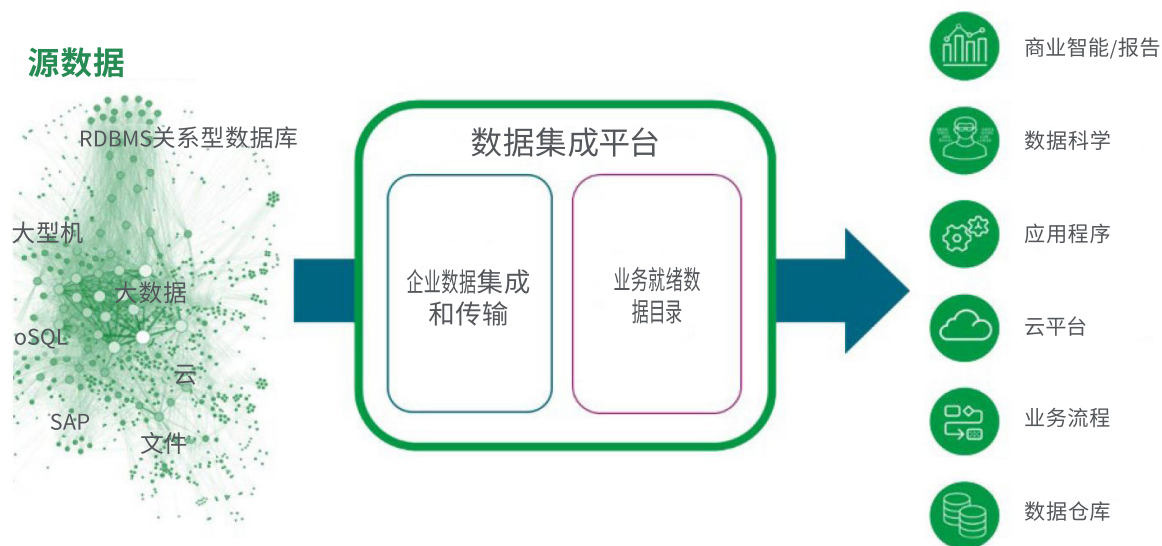 源数据
RDBMS关系型数据库
大型机
大数据
oSQL
云
SAP
文件
数据集成平台
企业数据集成
和传输
业务就绪数
据目录
商业智能/报告
数据科学
应用程序
云平台
业务流程
数据仓库